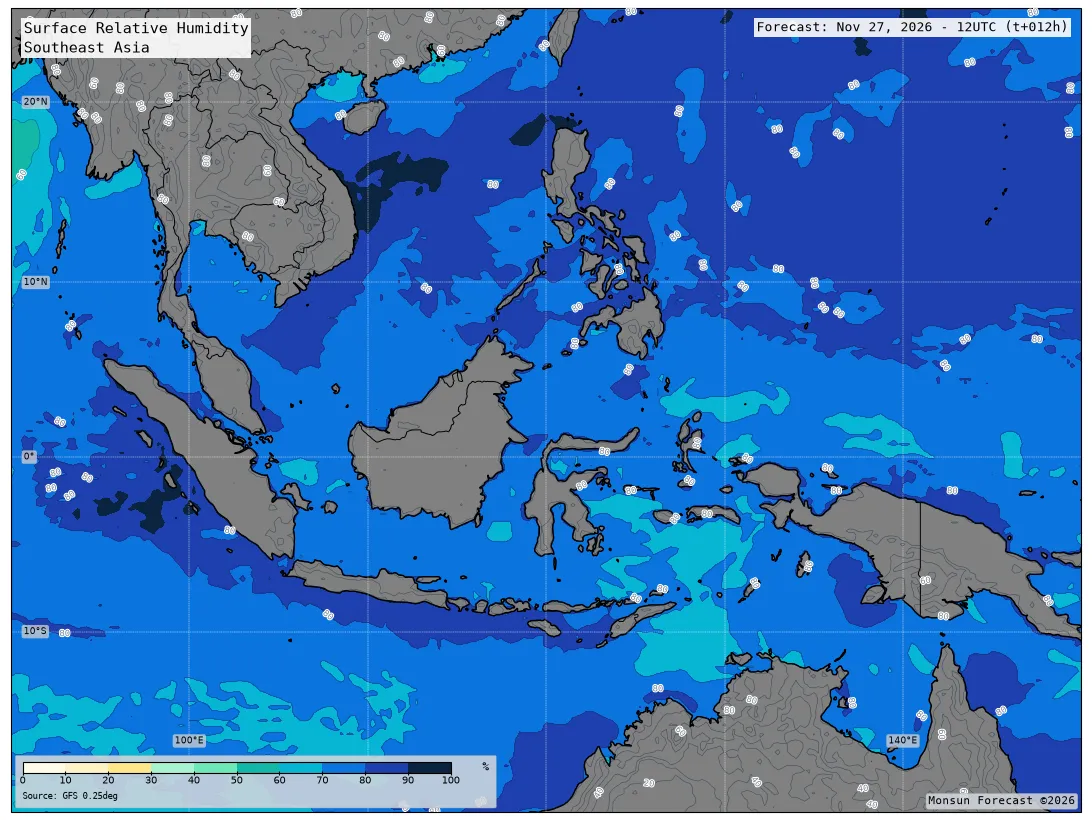 Surface Relative Humidity
Southeast Asia
Forecast: Nov 27, 2026 - 12UTC (t+012h)
20°N
10°N
0°
10°S
100°E
140°E
%
0 10 20 30 40 50 60 70 80 90 100
Source: GFS 0.25deg
Monsun Forecast ©2026